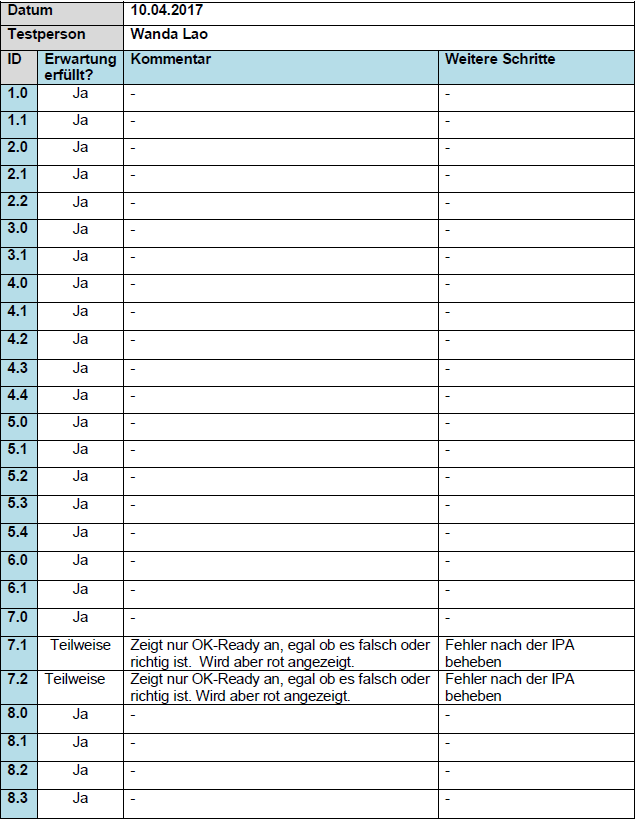 Datum 10.04.2017
Testperson Wanda Lao
ID Erwartung erfüllt? Kommentar Weitere Schritte
1.0 Ja - -
1.1 Ja - -
2.0 Ja - -
2.1 Ja - -
2.2 Ja - -
3.0 Ja - -
3.1 Ja - -
4.0 Ja - -
4.1 Ja - -
4.2 Ja - -
4.3 Ja - -
4.4 Ja - -
5.0 Ja - -
5.1 Ja - -
5.2 Ja - -
5.3 Ja - -
5.4 Ja - -
6.0 Ja - -
6.1 Ja - -
7.0 Ja - -
7.1 Teilweise Zeigt nur OK-Ready an, egal ob es falsch oder richtig ist. Wird aber rot angezeigt. Fehler nach der IPA beheben
7.2 Teilweise Zeigt nur OK-Ready an, egal ob es falsch oder richtig ist. Wird aber rot angezeigt. Fehler nach der IPA beheben
8.0 Ja - -
8.1 Ja - -
8.2 Ja - -
8.3 Ja - -